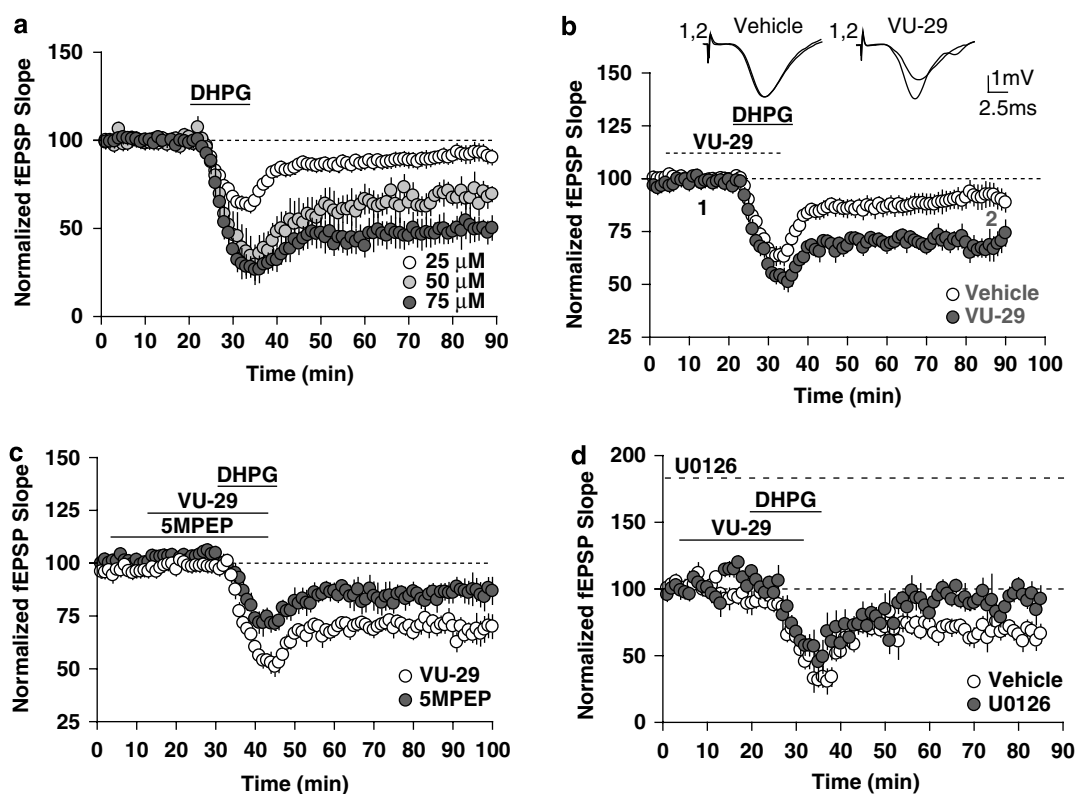 a
Normalized fEPSP Slope
150
100
50
0
DHPG
25 μM
50 μM
75 μM
0 10 20 30 40 50 60 70 80 90
Time (min)
b
Normalized fEPSP Slope
150
125
100
75
50
25
1,2
Vehicle
1,2
VU-29
1mV
2.5ms
DHPG
VU-29
1
2
Vehicle
VU-29
0 10 20 30 40 50 60 70 80 90 100
Time (min)
c
Normalized fEPSP Slope
150
125
100
75
50
25
DHPG
VU-29
5MPEP
VU-29
5MPEP
0 10 20 30 40 50 60 70 80 90 100
Time (min)
d
Normalized fEPSP Slope
200
150
100
50
0
U0126
DHPG
VU-29
Vehicle
U0126
0 10 20 30 40 50 60 70 80 90
Time (min)